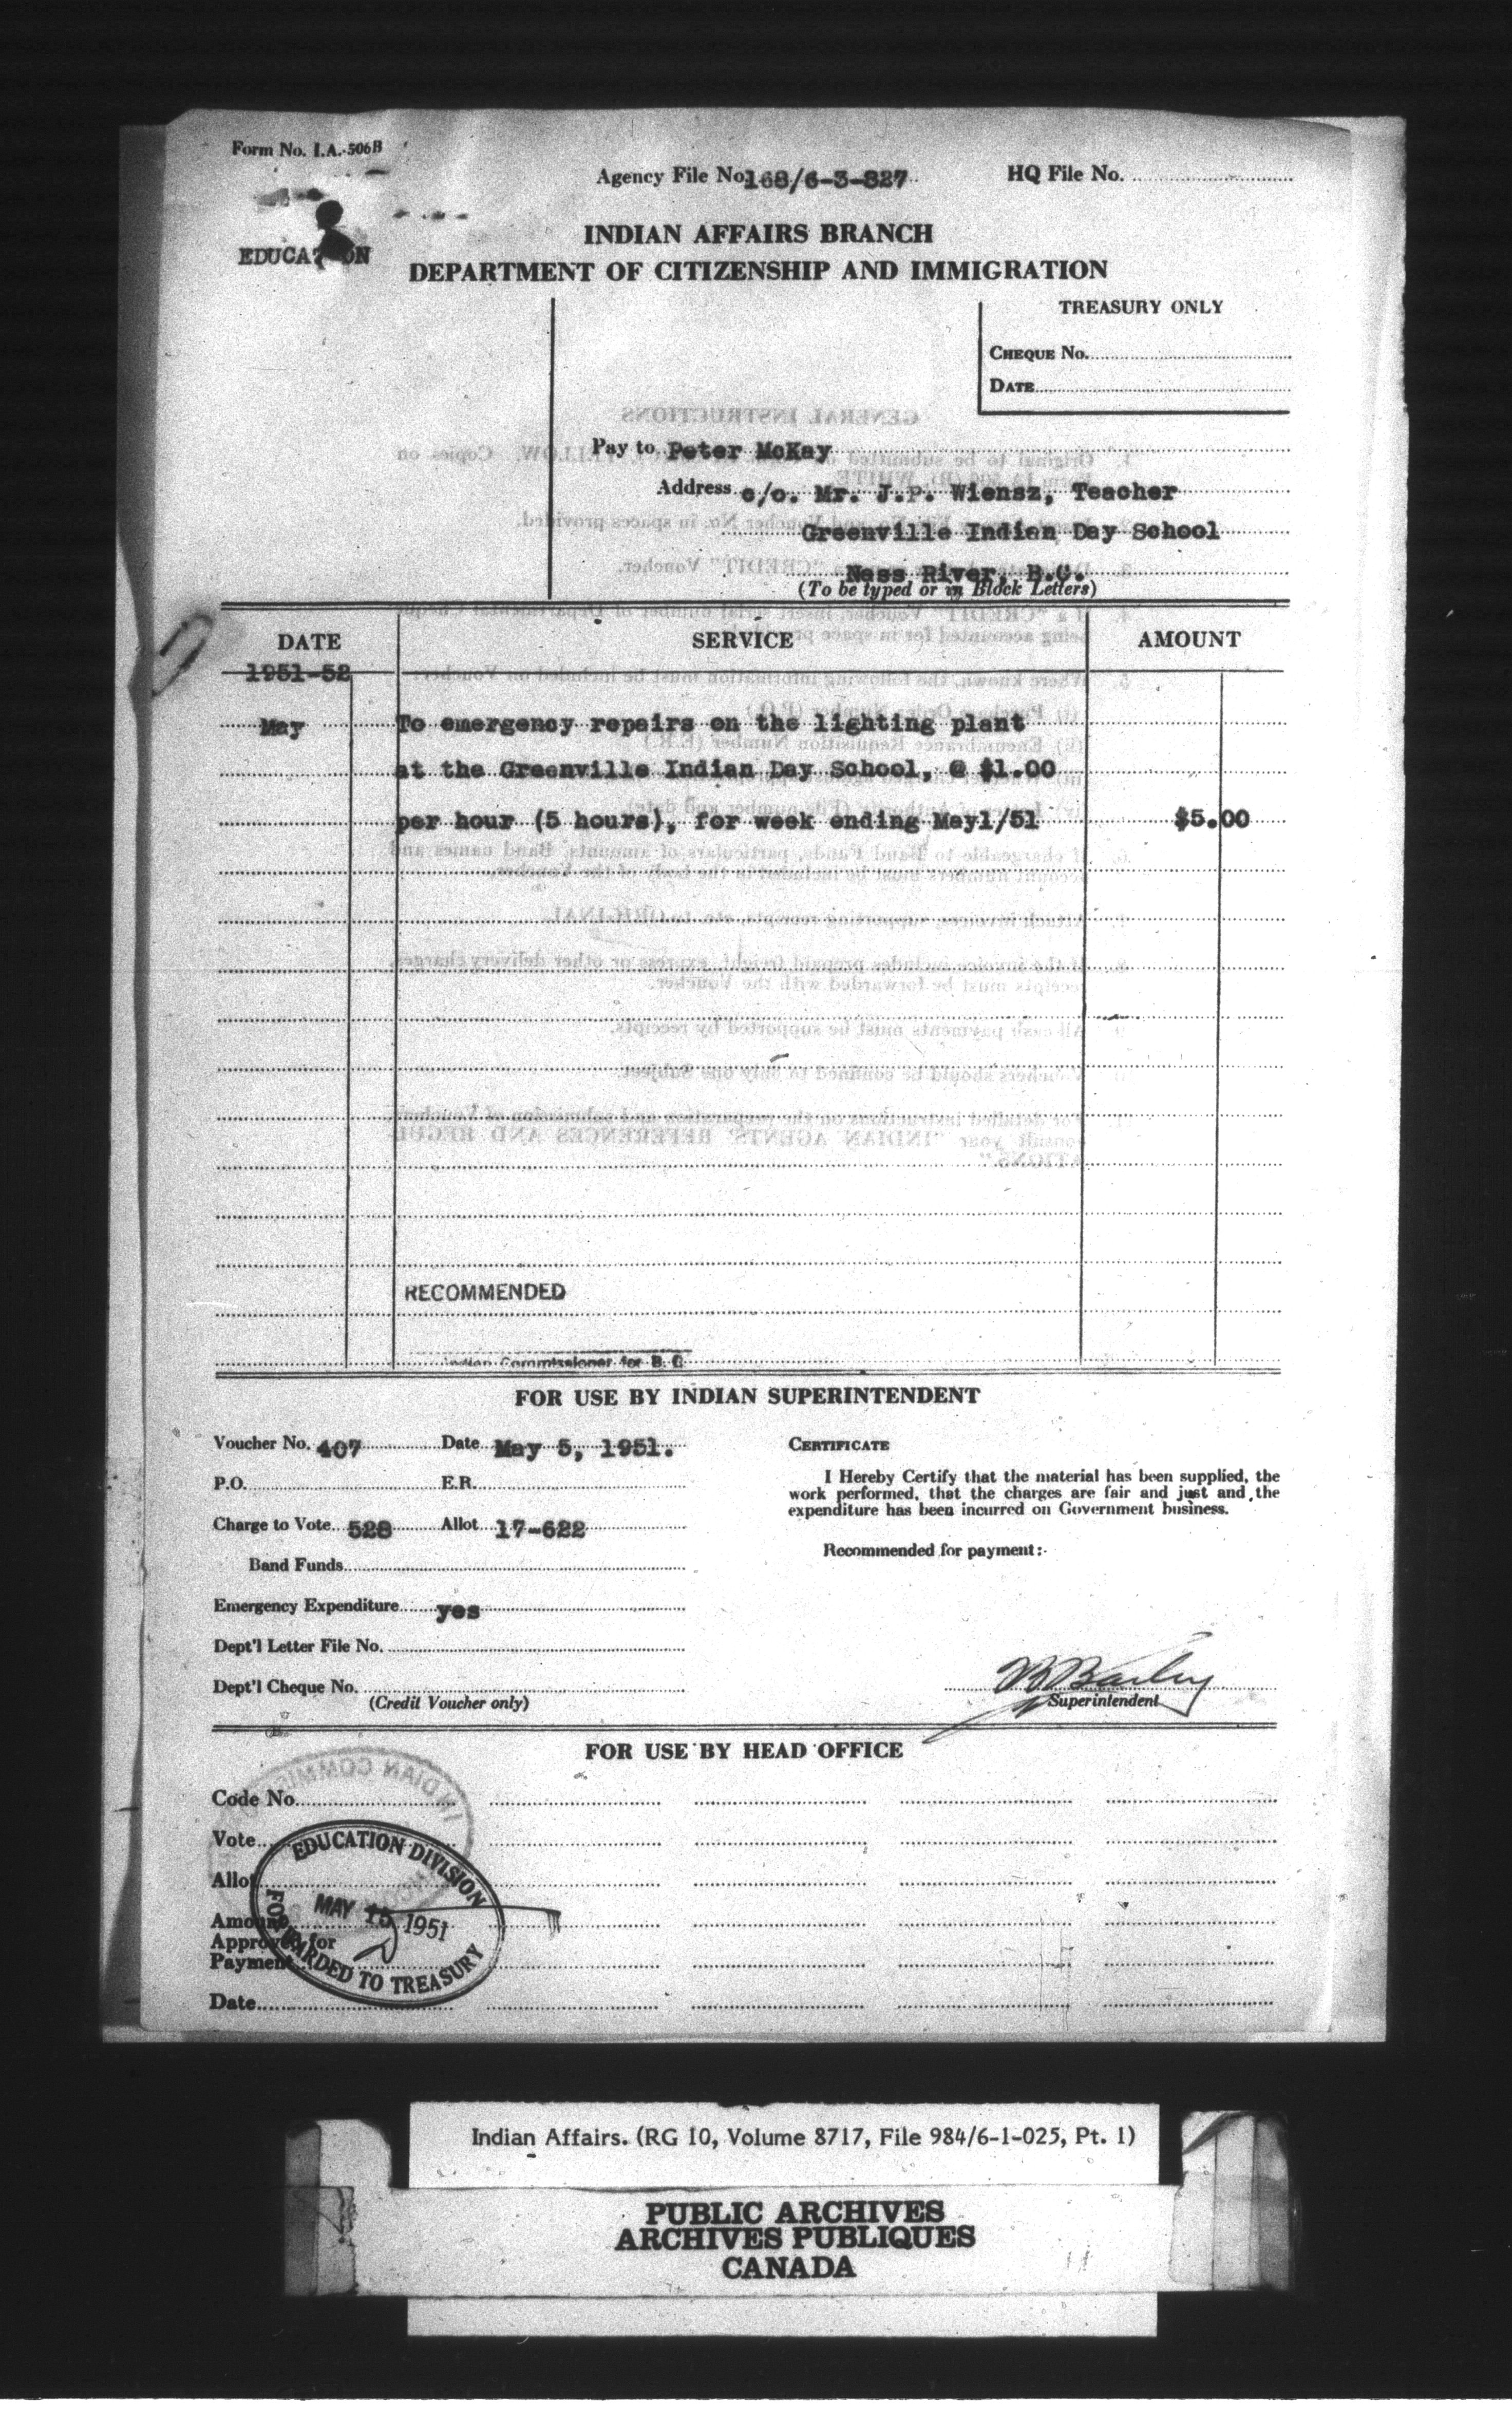 Form No. I.A.-506B
Agency File No. 168/6-3-827
HQ File No.
EDUCATION
INDIAN AFFAIRS BRANCH
DEPARTMENT OF CITIZENSHIP AND IMMIGRATION
TREASURY ONLY
CHEQUE No.
DATE
Pay to Peter McKay
Address c/o. Mr. J.P. Wiensz, Teacher
Greenville Indian Day School
Nass River, B.C.
(To be typed or in Block Letters)
DATE SERVICE AMOUNT
1951-52
May To emergency repairs on the lighting plant
at the Greenville Indian Day School, @ $1.00
per hour (5 hours), for week ending May1/51 $5.00
RECOMMENDED
Indian Commissioner for B. C.
FOR USE BY INDIAN SUPERINTENDENT
Voucher No. 407 Date May 5, 1951.
P.O. E.R.
Charge to Vote 528 Allot 17-622
Band Funds
Emergency Expenditure yes
Dept'l Letter File No.
Dept'l Cheque No.
(Credit Voucher only)
CERTIFICATE
I Hereby Certify that the material has been supplied, the
work performed, that the charges are fair and just and the
expenditure has been incurred on Government business.
Recommended for payment:-
Superintendent
FOR USE BY HEAD OFFICE
Code No.
Vote
Allot
Amount
Approved for
Payment
Date
EDUCATION DIVISION
MAY 15 1951
FORWARDED TO TREASURY
Indian Affairs. (RG 10, Volume 8717, File 984/6-1-025, Pt. 1)
PUBLIC ARCHIVES
ARCHIVES PUBLIQUES
CANADA